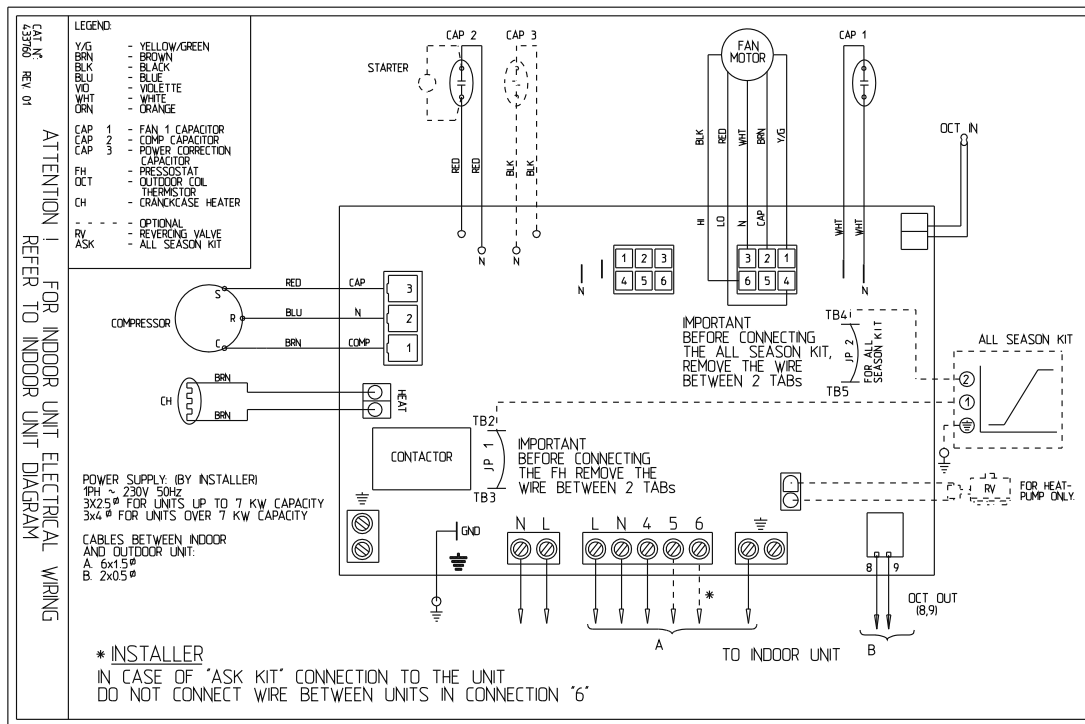 CAT Nº.
433760 REV. 01
ATTENTION ! FOR INDOOR UNIT ELECTRICAL WIRING
REFER TO INDOOR UNIT DIAGRAM
LEGEND:
Y/G - YELLOW/GREEN
BRN - BROWN
BLK - BLACK
BLU - BLUE
VIO - VIOLETTE
WHT - WHITE
ORN - ORANGE
CAP 1 - FAN 1 CAPACITOR
CAP 2 - COMP CAPACITOR
CAP 3 - POWER CORRECTION
CAPACITOR
FH - PRESSOSTAT
OCT - OUTDOOR COIL
THERMISTOR
CH - CRANCKCASE HEATER
- - - - - OPTIONAL
RV - REVERCING VALVE
ASK - ALL SEASON KIT
CAP 2
CAP 3
STARTER
RED
RED
BLK
BLK
N
N
FAN
MOTOR
BLK
RED
WHT
BRN
Y/G
HI
LO
N
CAP
CAP 1
WHT
WHT
N
OCT IN
1 2 3
4 5 6
N
3 2 1
6 5 4
COMPRESSOR
S
R
C
RED
CAP
3
BLU
N
2
BRN
COMP
1
CH
BRN
BRN
HEAT
IMPORTANT
BEFORE CONNECTING
THE ALL SEASON KIT,
REMOVE THE WIRE
BETWEEN 2 TABs
TB4
JP 2
FOR ALL
SEASON KIT
TB5
ALL SEASON KIT
2
1
CONTACTOR
TB2
JP 1
TB3
IMPORTANT
BEFORE CONNECTING
THE FH REMOVE THE
WIRE BETWEEN 2 TABs
RV
FOR HEAT-
PUMP ONLY.
POWER SUPPLY: (BY INSTALLER)
1PH ~ 230V 50Hz
3X2.5ø FOR UNITS UP TO 7 KW CAPACITY
3x4 ø FOR UNITS OVER 7 KW CAPACITY
CABLES BETWEEN INDOOR
AND OUTDOOR UNIT:
A. 6x1.5ø
B. 2x0.5ø
GND
N L
L N 4 5 6
*
8 9
OCT OUT
(8,9)
A
TO INDOOR UNIT
B
* INSTALLER
IN CASE OF "ASK KIT" CONNECTION TO THE UNIT
DO NOT CONNECT WIRE BETWEEN UNITS IN CONNECTION "6"